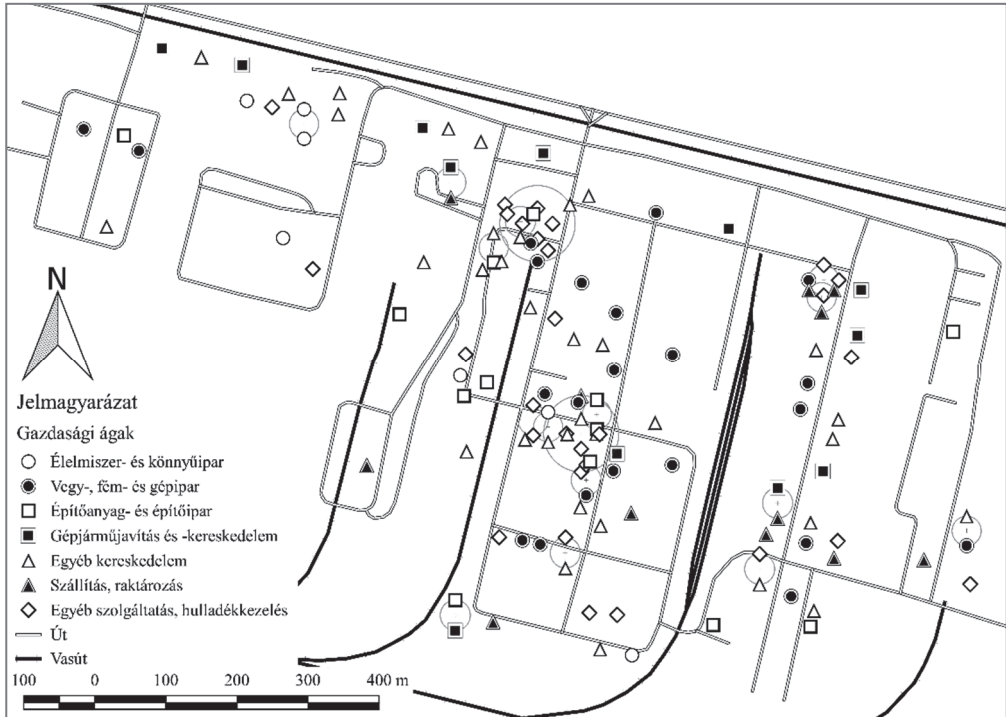 N
Jelmagyarázat
Gazdasági ágak
Élelmiszer- és könnyűipar
Vegy-, fém- és gépipar
Építőanyag- és építőipar
Gépjárműjavítás és -kereskedelem
Egyéb kereskedelem
Szállítás, raktározás
Egyéb szolgáltatás, hulladékkezelés
Út
Vasút
100 0 100 200 300 400 m